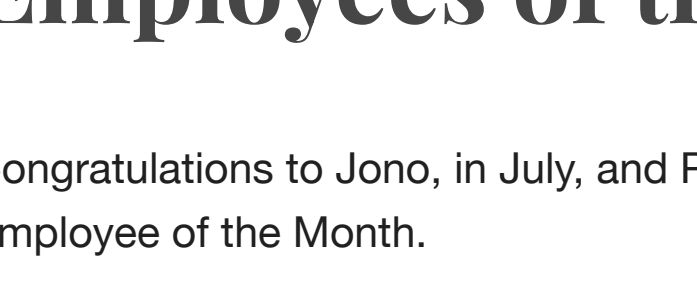 Employees of th
ongratulations to Jono, in July, and
mployee of the Month.